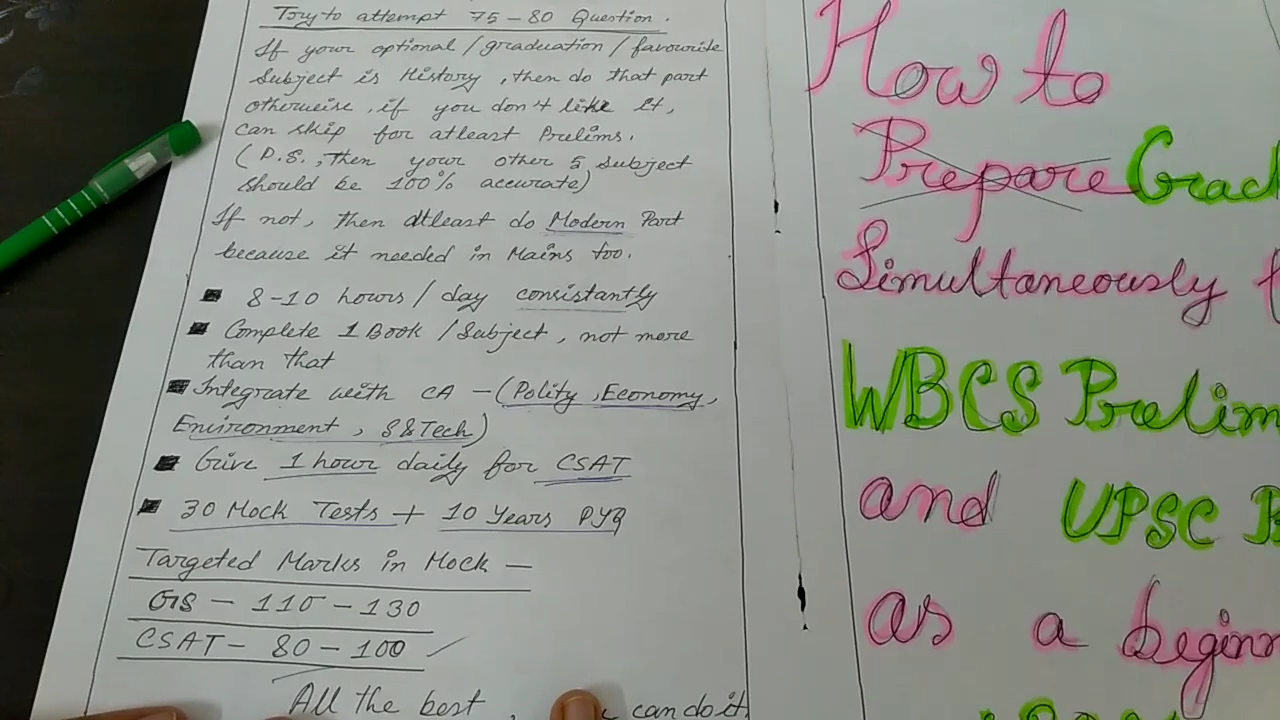 Try to attempt 75-80 Question.
If your optional/graduation/favourite
Subject is History, then do that part
otherweise, if you don't like it,
can skip for atleast Prelims.
(P.S., Then your other 5 subject
should be 100% accurate)
If not, then atleast do Modern Part
because it needed in Mains too.
8-10 hours/day consistantly
Complete 1 Book/Subject, not more
than that
Integrate with CA - (Polity, Economy,
Environment, S&Tech)
Give 1 hour daily for CSAT
30 Mock Tests + 10 Years PYQ
Targeted Marks in Mock —
GS - 110 - 130
CSAT - 80 - 100
All the best, can do it
How to
Prepare Crack
Simultaneously f
WBCS Prelim
and UPSC
as a beginn